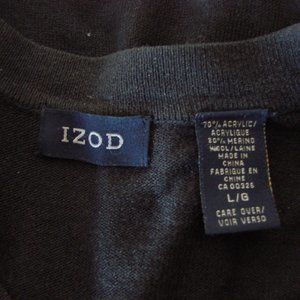 IZOD
70% ACRYLIC/
ACRYLIQUE
30% MERINO
WOOL/LAINE
MADE IN
CHINA
FABRIQUE EN
CHINE
CA 00325
L/G
CARE OVER/
VOIR VERSO